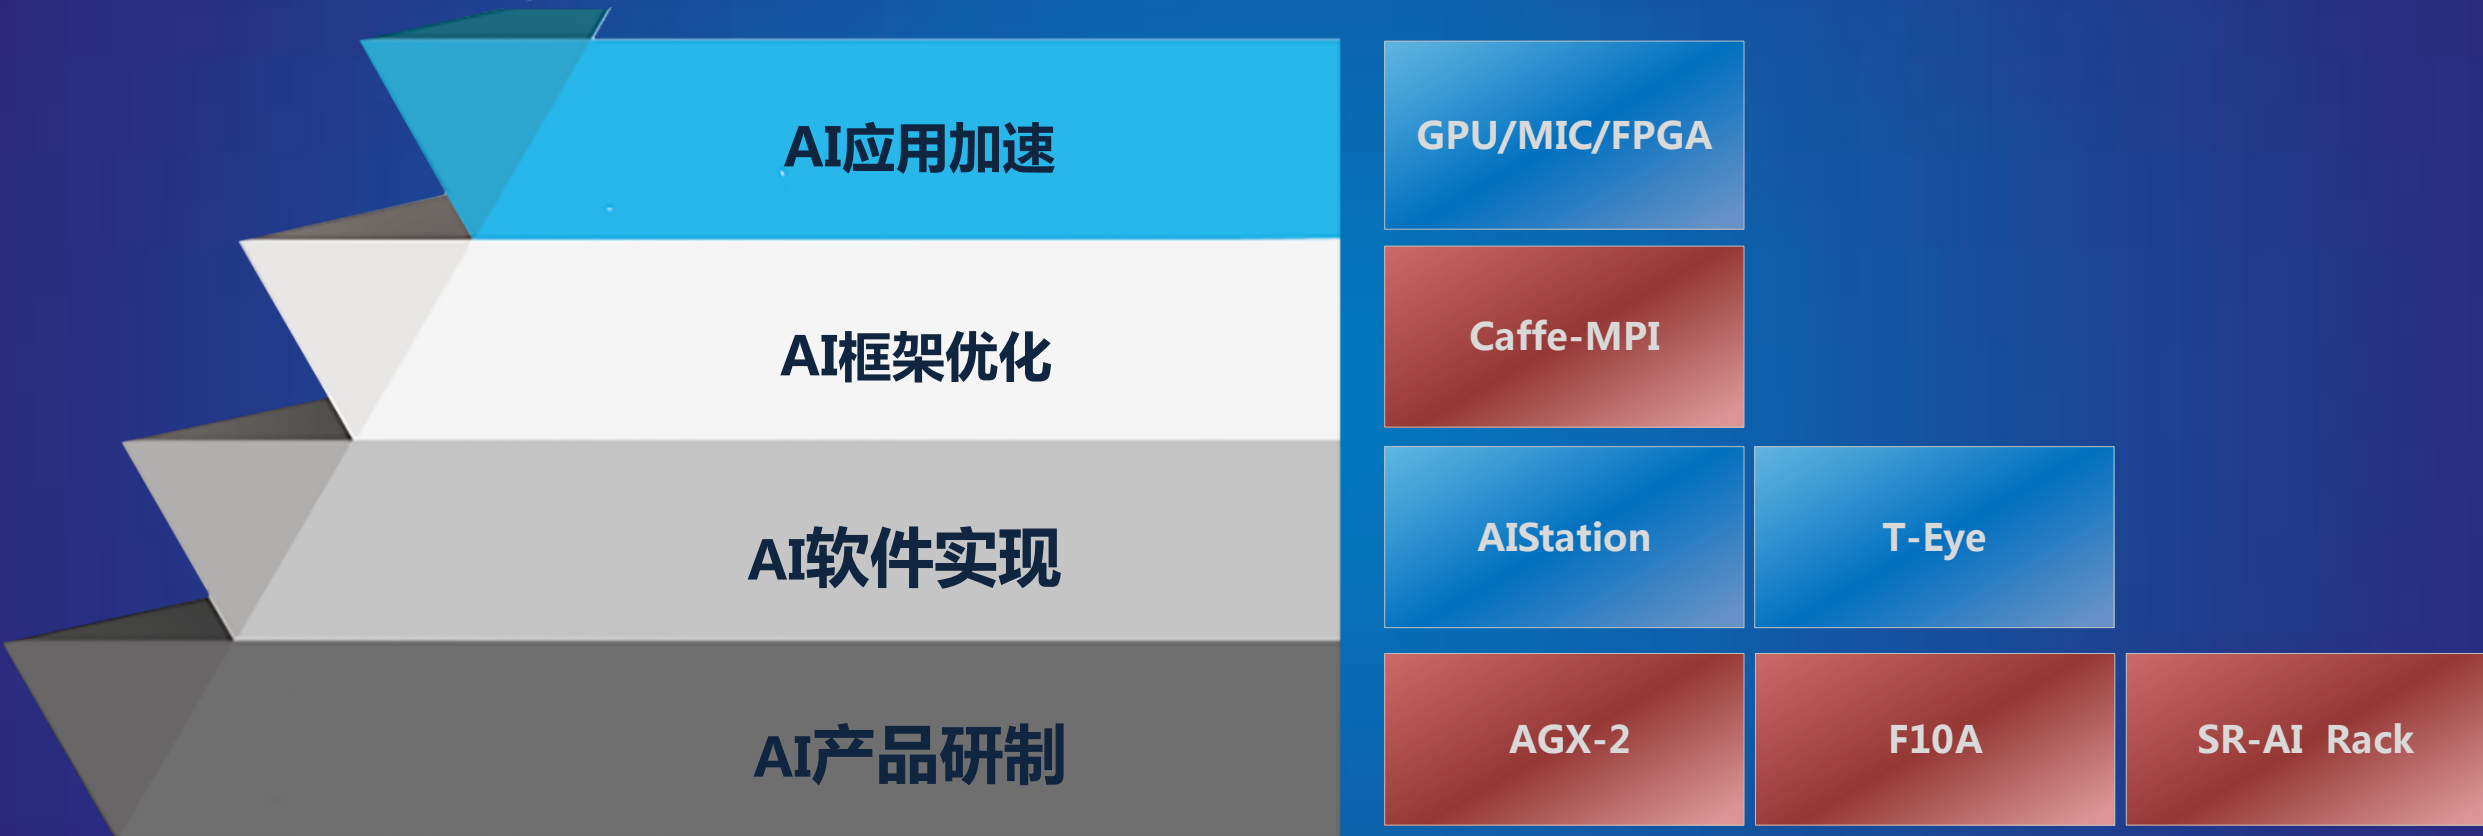 AI应用加速
GPU/MIC/FPGA
AI框架优化
Caffe-MPI
AI软件实现
AIStation
T-Eye
AI产品研制
AGX-2
F10A
SR-AI Rack